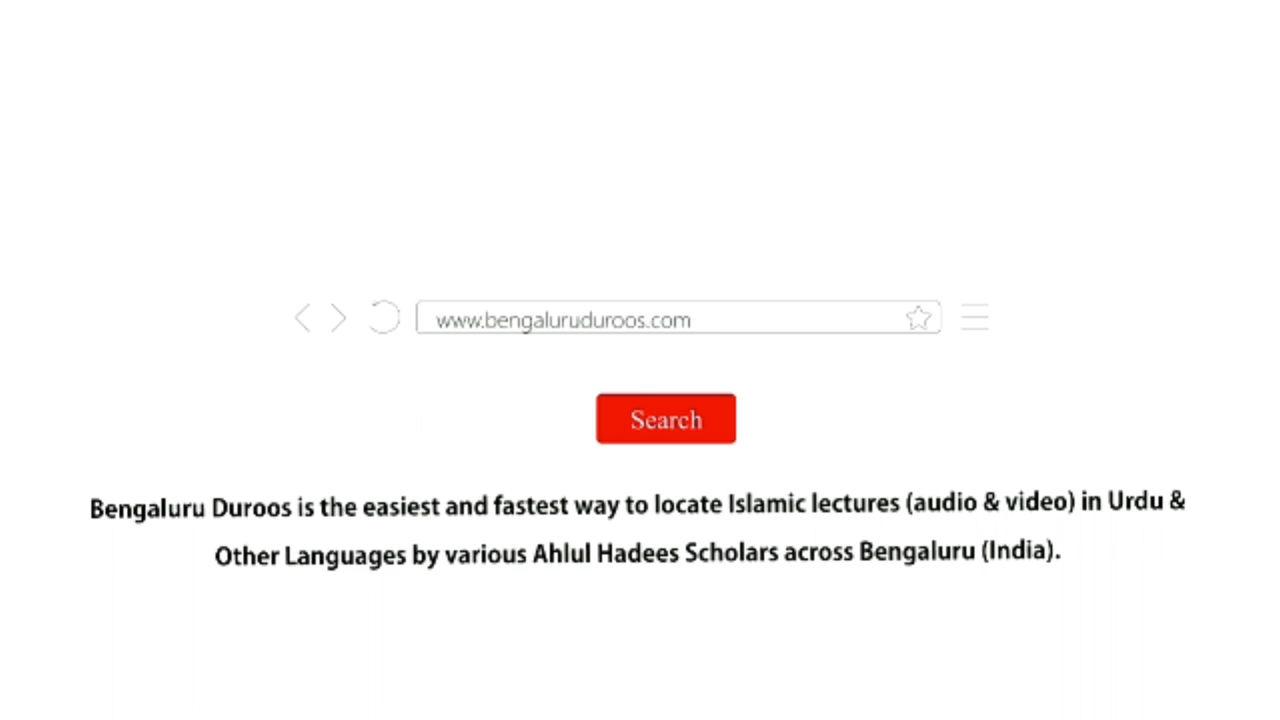 www.bengaluruduroos.com
Search
Bengaluru Duroos is the easiest and fastest way to locate Islamic lectures (audio & video) in Urdu &
Other Languages by various Ahlul Hadees Scholars across Bengaluru (India).